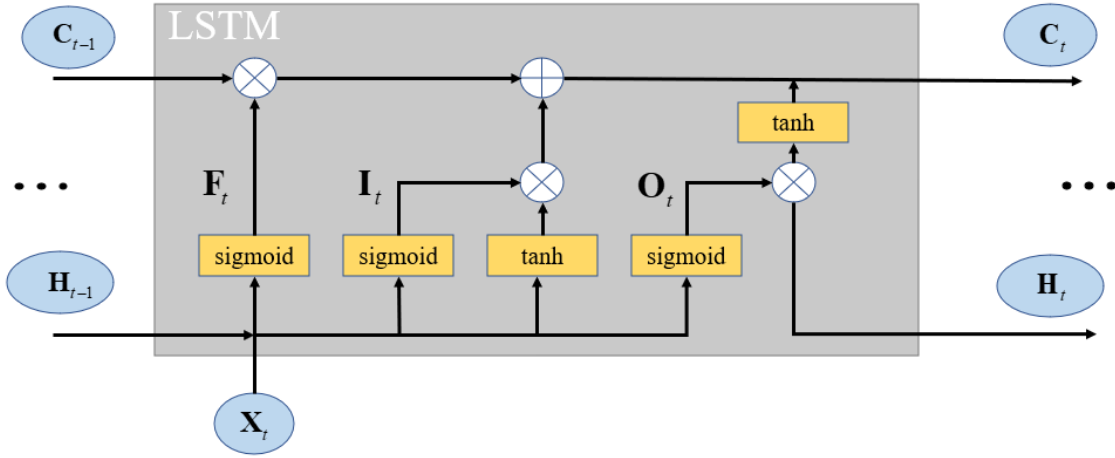 LSTM
C_{t-1}
C_t
tanh
F_t
I_t
O_t
...
...
sigmoid
sigmoid
tanh
sigmoid
H_{t-1}
H_t
X_t